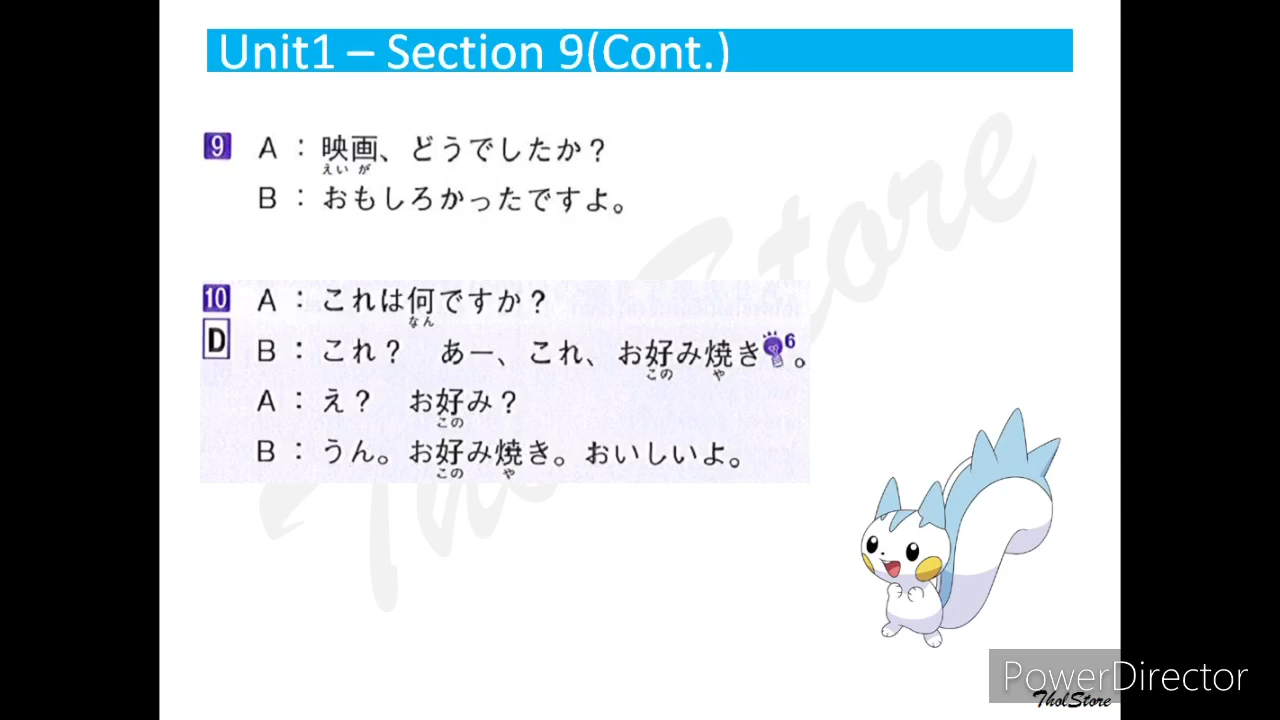 Unit1 – Section 9(Cont.)
9 A：映画、どうでしたか？
えい が
B：おもしろかったですよ。
10 A：これは何ですか？
なん
D B：これ？ あー、これ、お好み焼き6。
この や
A：え？ お好み？
この
B：うん。お好み焼き。おいしいよ。
この や
Thol Store
PowerDirector
TholStore